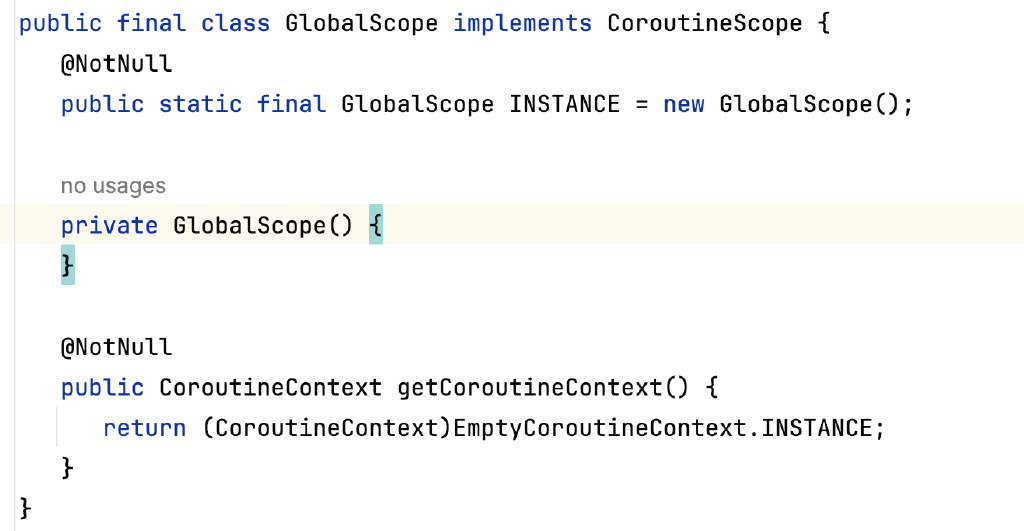 public final class GlobalScope implements CoroutineScope {
@NotNull
public static final GlobalScope INSTANCE = new GlobalScope();
no usages
private GlobalScope() {
}
@NotNull
public CoroutineContext getCoroutineContext() {
return (CoroutineContext)EmptyCoroutineContext.INSTANCE;
}
}